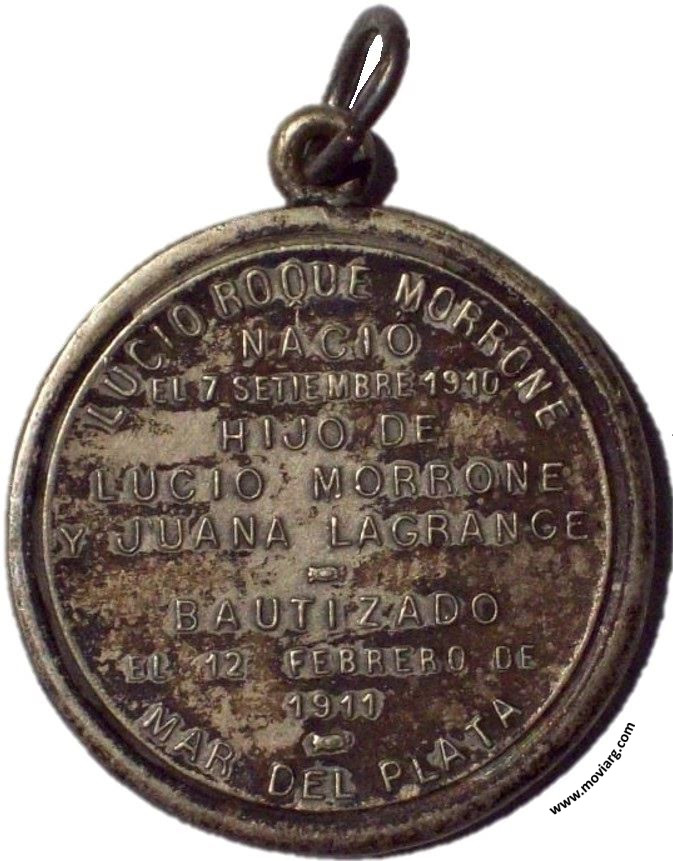 LUCIO ROQUE MORRONE
NACIO
EL 7 SETIEMBRE 1910
HIJO DE
LUCIO MORRONE
Y JUANA LAGRANGE
BAUTIZADO
EL 12 FEBRERO DE
1911
MAR DEL PLATA
www.moviarg.com